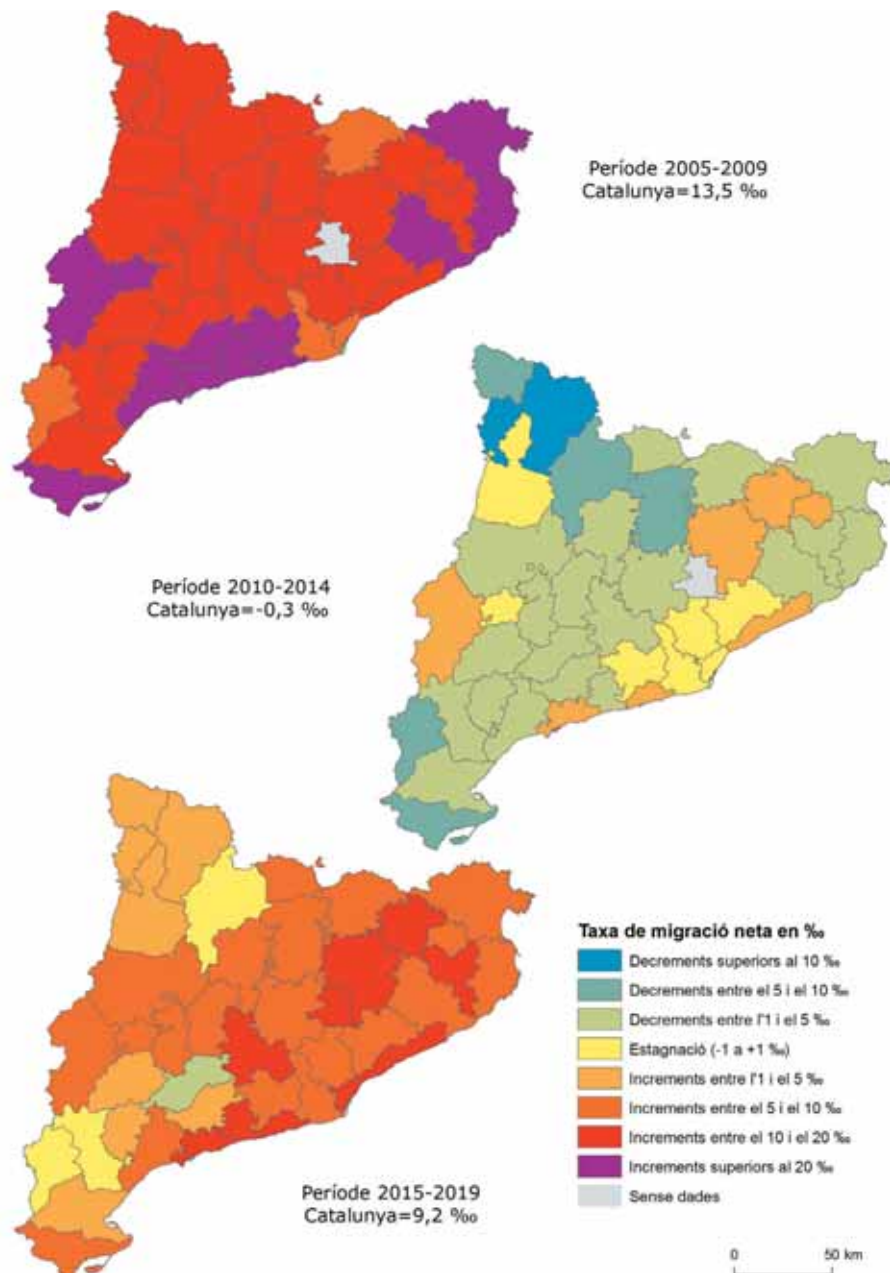 Període 2005-2009
Catalunya=13,5 ‰
Període 2010-2014
Catalunya=-0,3 ‰
Període 2015-2019
Catalunya=9,2 ‰
Taxa de migració neta en ‰
Decrements superiors al 10 ‰
Decrements entre el 5 i el 10 ‰
Decrements entre l'1 i el 5 ‰
Estagnació (-1 a +1 ‰)
Increments entre l'1 i el 5 ‰
Increments entre el 5 i el 10 ‰
Increments entre el 10 i el 20 ‰
Increments superiors al 20 ‰
Sense dades
0 50 km